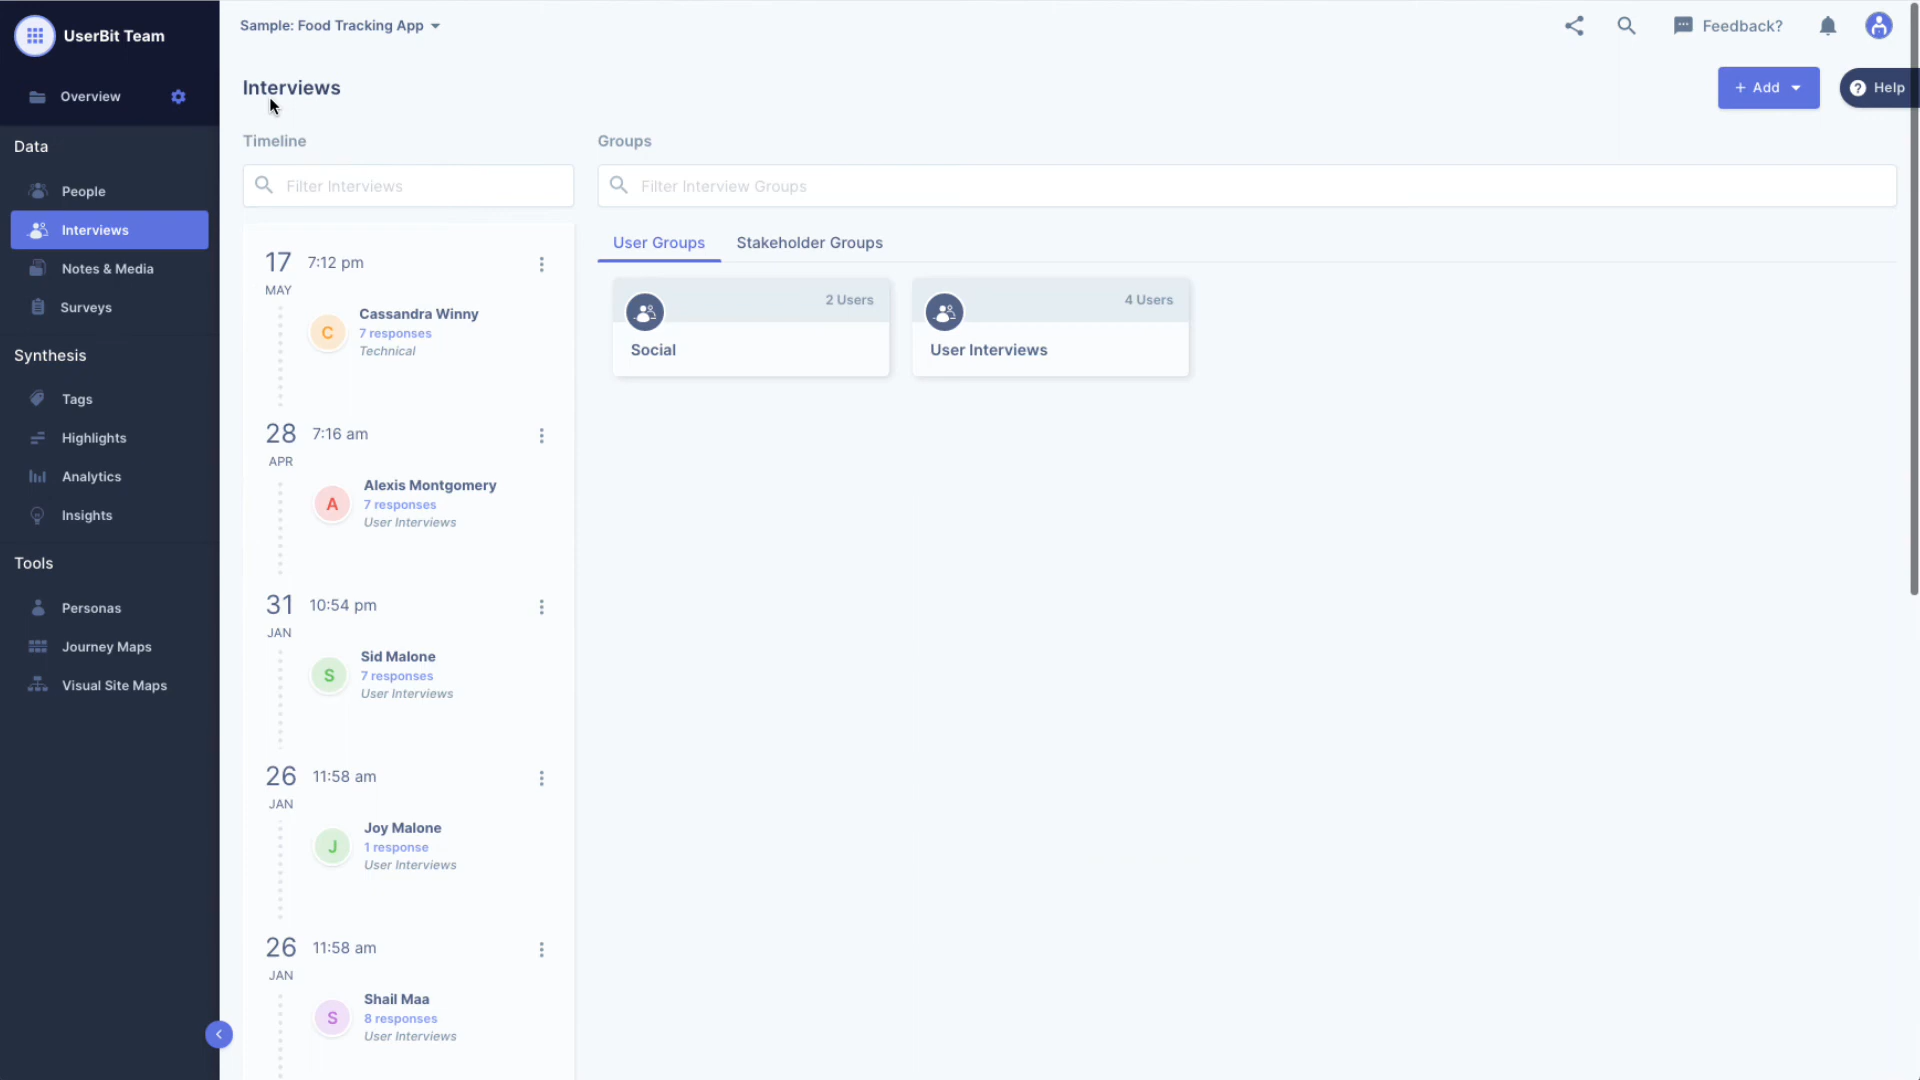 UserBit Team
Overview
Data
People
Interviews
Notes & Media
Surveys
Synthesis
Tags
Highlights
Analytics
Insights
Tools
Personas
Journey Maps
Visual Site Maps
Sample: Food Tracking App
Feedback?
Interviews
+ Add
? Help
Timeline
Filter Interviews
17 7:12 pm
MAY
C
Cassandra Winny
7 responses
Technical
28 7:16 am
APR
A
Alexis Montgomery
7 responses
User Interviews
31 10:54 pm
JAN
S
Sid Malone
7 responses
User Interviews
26 11:58 am
JAN
J
Joy Malone
1 response
User Interviews
26 11:58 am
JAN
S
Shail Maa
8 responses
User Interviews
Groups
Filter Interview Groups
User Groups Stakeholder Groups
2 Users
Social
4 Users
User Interviews